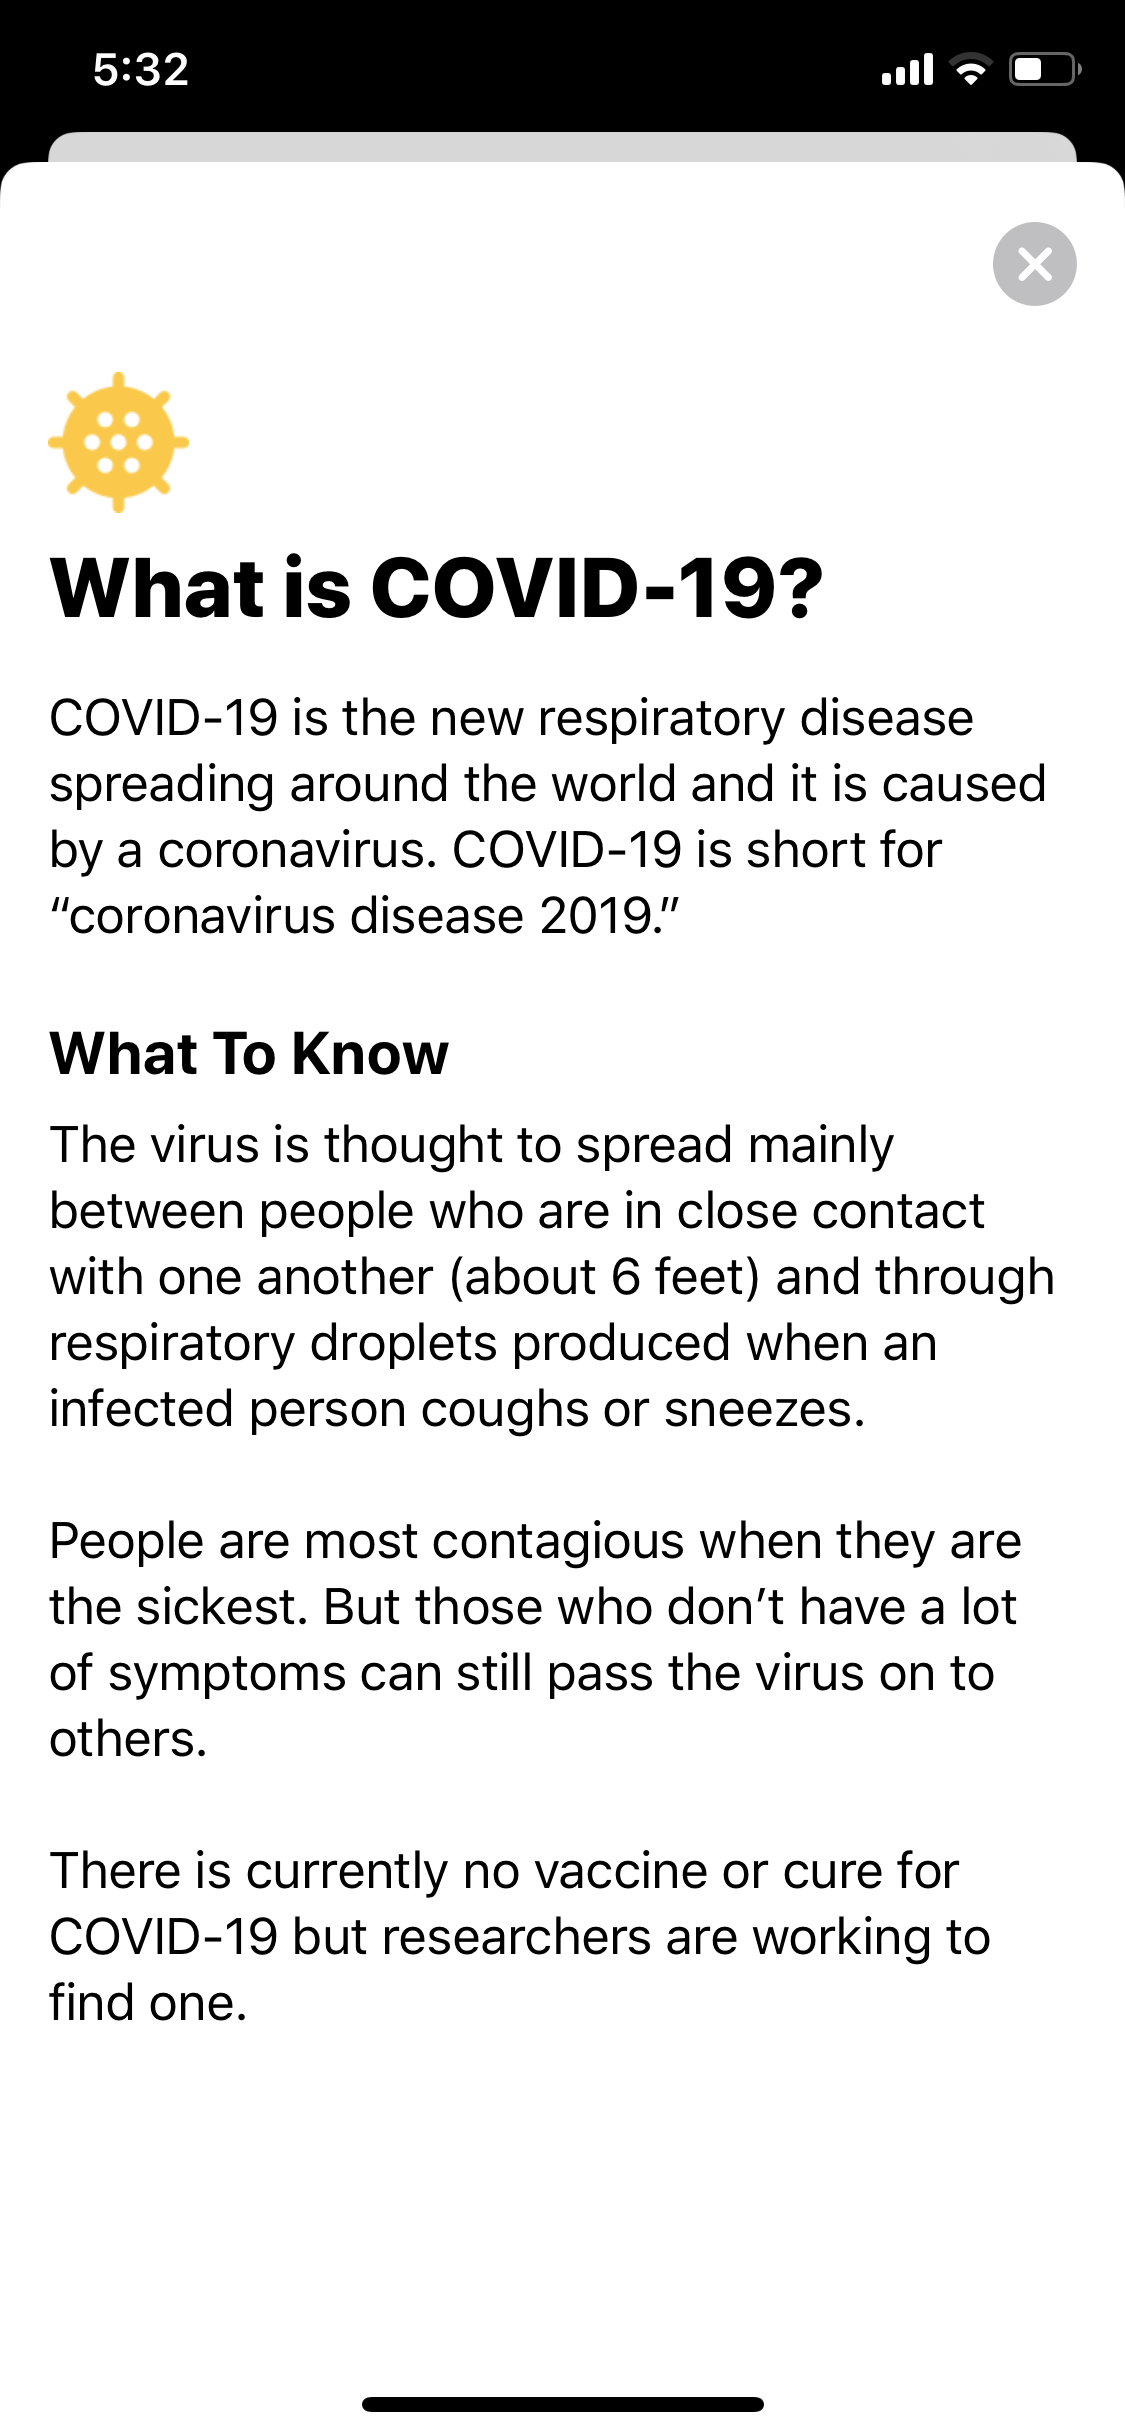 5:32
What is COVID-19?
COVID-19 is the new respiratory disease
spreading around the world and it is caused
by a coronavirus. COVID-19 is short for
“coronavirus disease 2019.”
What To Know
The virus is thought to spread mainly
between people who are in close contact
with one another (about 6 feet) and through
respiratory droplets produced when an
infected person coughs or sneezes.
People are most contagious when they are
the sickest. But those who don’t have a lot
of symptoms can still pass the virus on to
others.
There is currently no vaccine or cure for
COVID-19 but researchers are working to
find one.